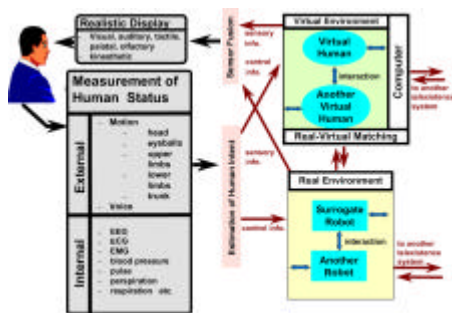 Realistic Display
Visual, auditory, tactile,
palatal, olfactory
kinesthetic
Measurement of
Human Status
External
- Motion
- head
- eyeballs
- upper
limbs
- lower
limbs
- trunk
- Voice
Internal
- EEG
- ECG
- EMG
- blood pressure
- pulse
- perspiration
- respiration etc.
Sensor Fusion
Estimation of Human Intent
sensory
info.
control
info.
sensory
info.
control info.
Virtual Environment
Virtual
Human
interaction
Another Virtual
Human
Computer
Real-Virtual Matching
to another
telexistence
system
Real Environment
Surrogate
Robot
interaction
Another
Robot
to another
telexistence
system